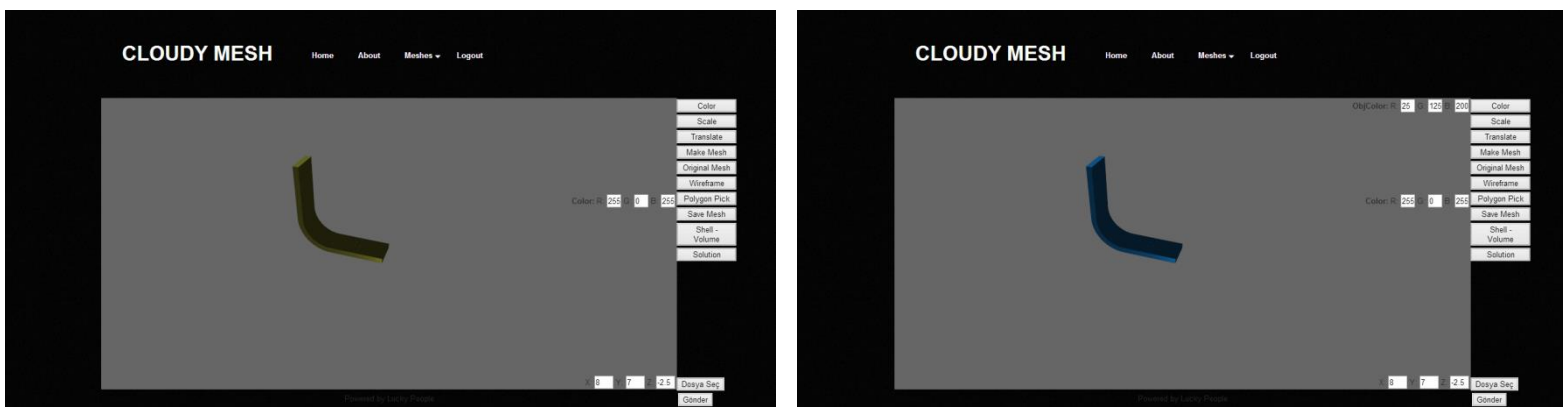 CLOUDY MESH Home About Meshes Logout
Color
Scale
Translate
Make Mesh
Original Mesh
Wireframe
Color: R: 255 G: 0 B: 255 Polygon Pick
Save Mesh
Shell -
Volume
Solution
X: 8 Y: 7 Z: -2.5 Dosya Seç
Powered by Lucky People Gönder
CLOUDY MESH Home About Meshes Logout
ObjColor: R: 25 G: 125 B: 200 Color
Scale
Translate
Make Mesh
Original Mesh
Wireframe
Color: R: 255 G: 0 B: 255 Polygon Pick
Save Mesh
Shell -
Volume
Solution
X: 8 Y: 7 Z: -2.5 Dosya Seç
Powered by Lucky People Gönder